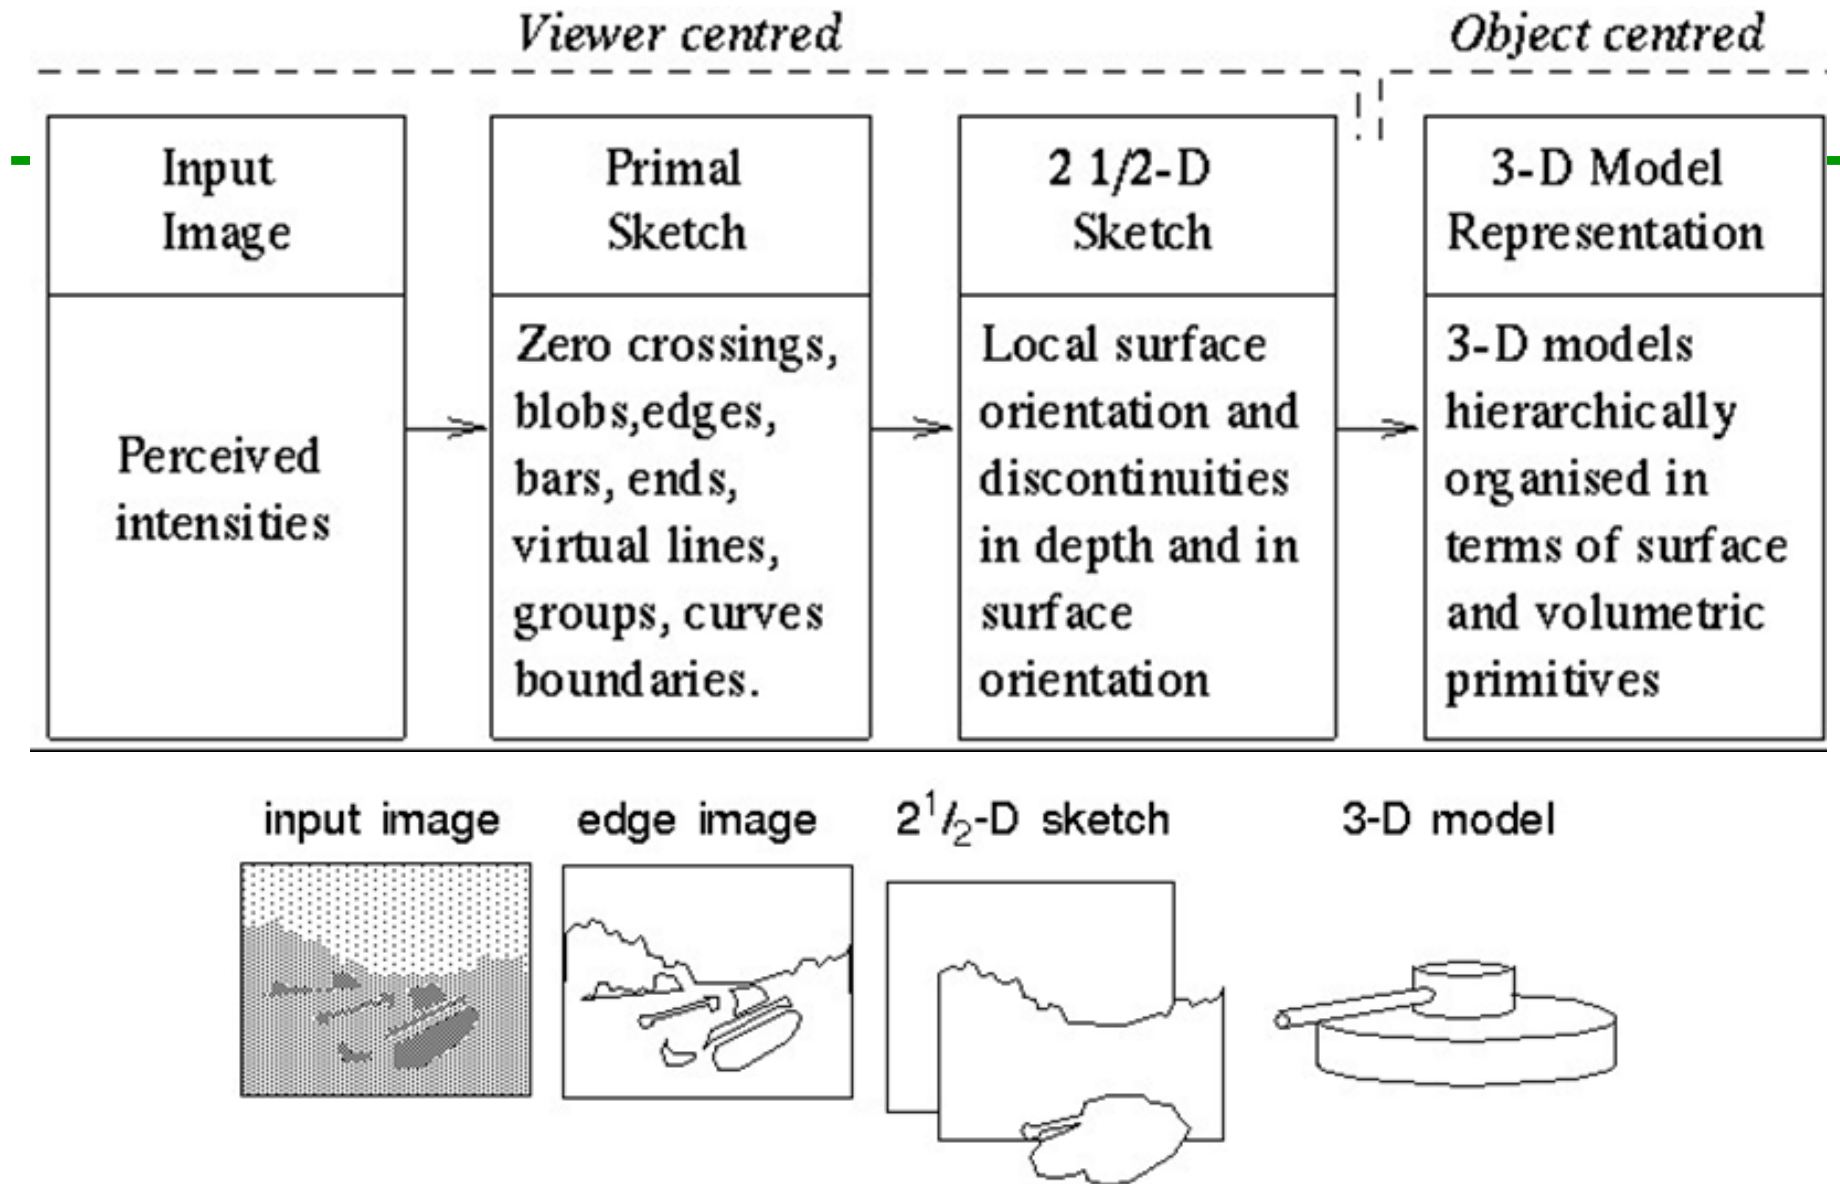 Viewer centred
Object centred
Input
Image
Perceived
intensities
Primal
Sketch
Zero crossings,
blobs,edges,
bars, ends,
virtual lines,
groups, curves
boundaries.
2 1/2-D
Sketch
Local surface
orientation and
discontinuities
in depth and in
surface
orientation
3-D Model
Representation
3-D models
hierarchically
organised in
terms of surface
and volumetric
primitives
input image
edge image
2 1/2-D sketch
3-D model